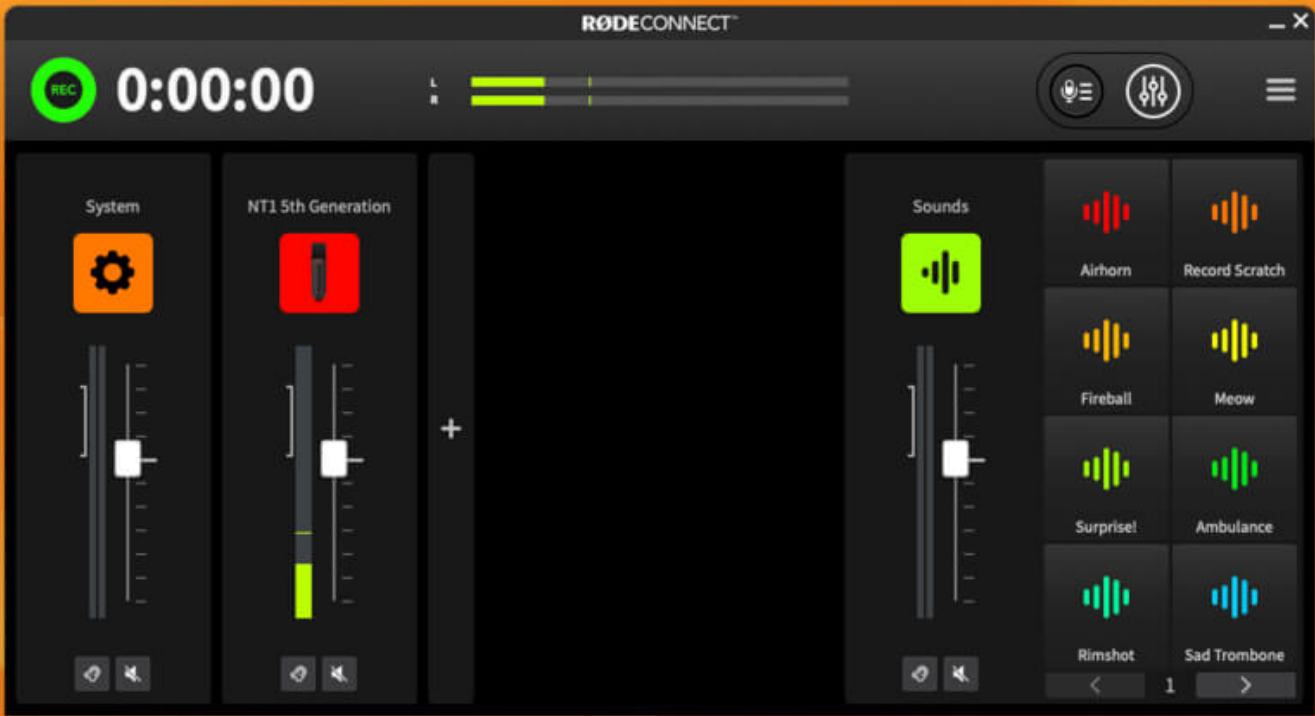 RØDECONNECT™
REC
0:00:00
L
R
System
NT1 5th Generation
+
Sounds
Airhorn
Record Scratch
Fireball
Meow
Surprise!
Ambulance
Rimshot
Sad Trombone
< 1 >